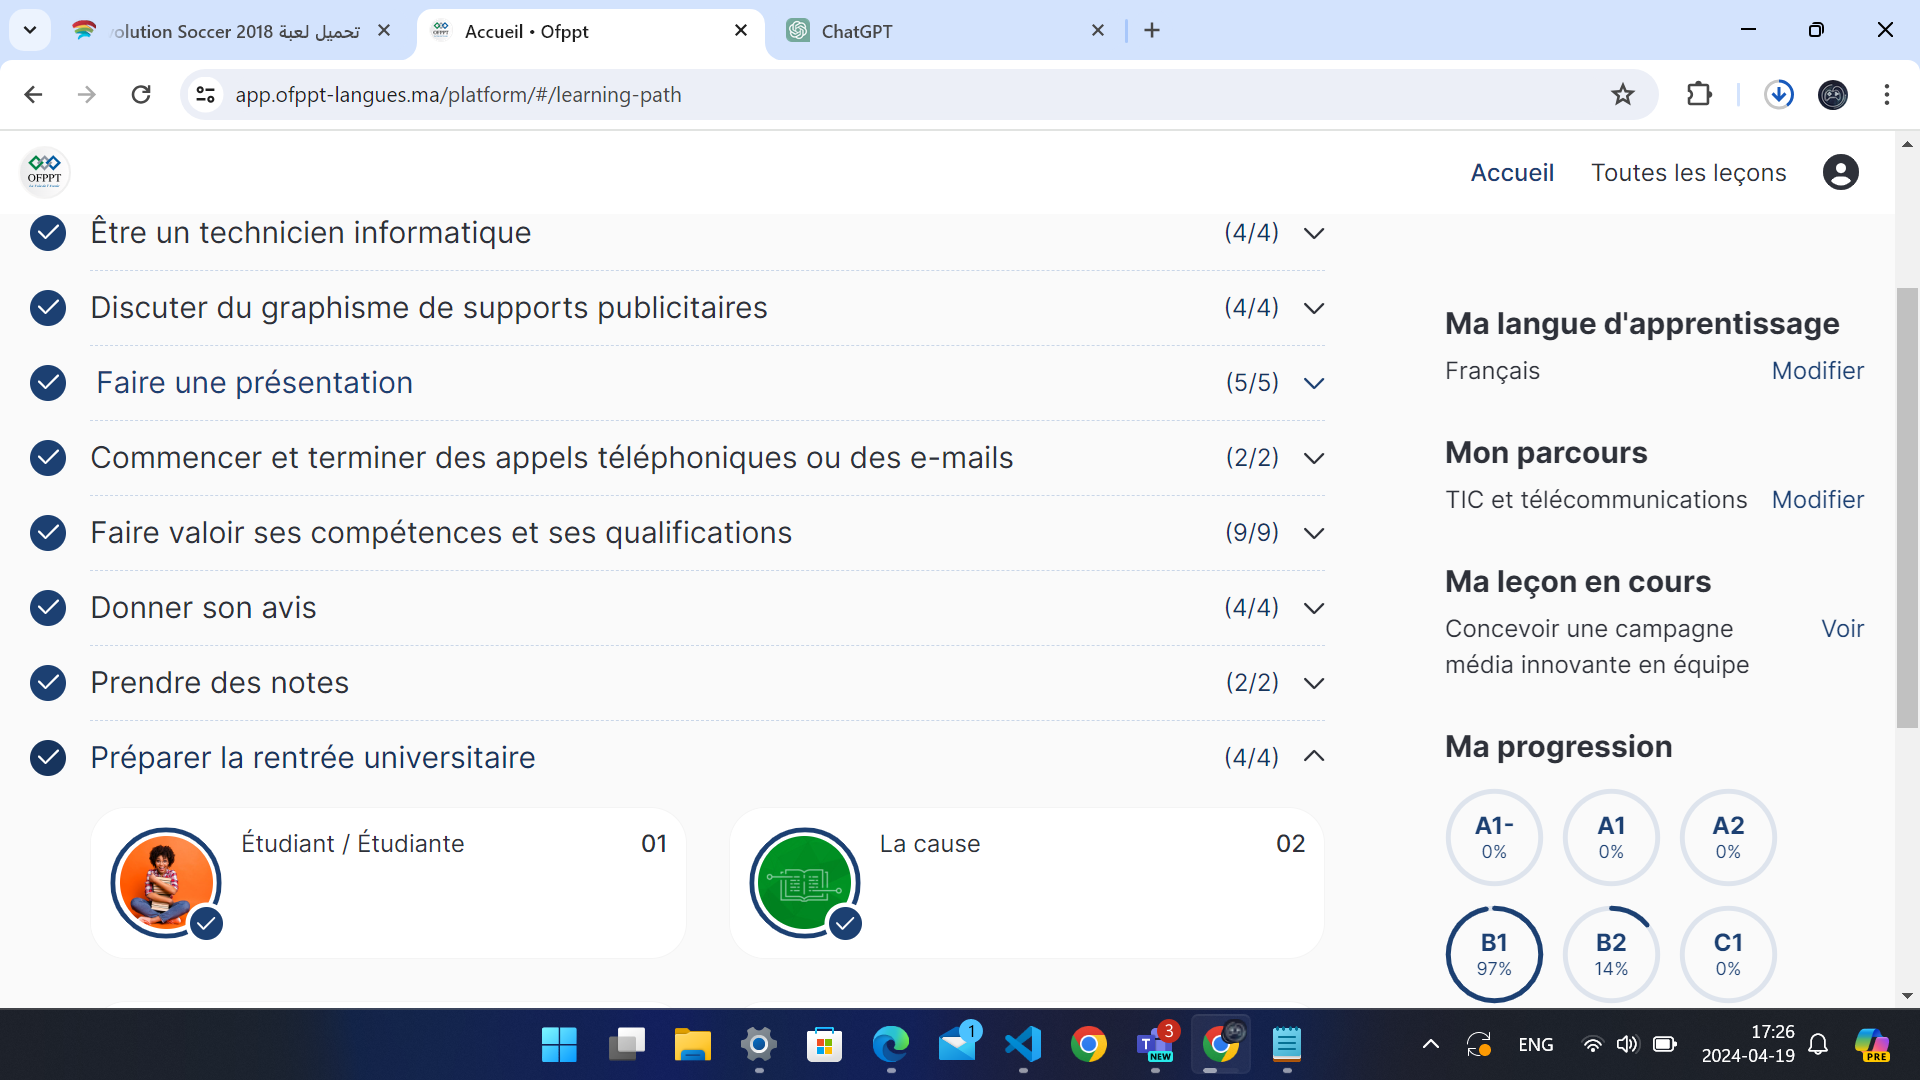 olution Soccer 2018 تحميل لعبة
Accueil • Ofppt
ChatGPT
app.ofppt-langues.ma/platform/#/learning-path
OFPPT
Accueil
Toutes les leçons
Être un technicien informatique
(4/4)
Discuter du graphisme de supports publicitaires
(4/4)
Faire une présentation
(5/5)
Commencer et terminer des appels téléphoniques ou des e-mails
(2/2)
Faire valoir ses compétences et ses qualifications
(9/9)
Donner son avis
(4/4)
Prendre des notes
(2/2)
Préparer la rentrée universitaire
(4/4)
Étudiant / Étudiante
01
La cause
02
Ma langue d'apprentissage
Français
Modifier
Mon parcours
TIC et télécommunications
Modifier
Ma leçon en cours
Concevoir une campagne
média innovante en équipe
Voir
Ma progression
A1-
0%
A1
0%
A2
0%
B1
97%
B2
14%
C1
0%
1
3
T
NEW
ENG
17:26
2024-04-19
PRE